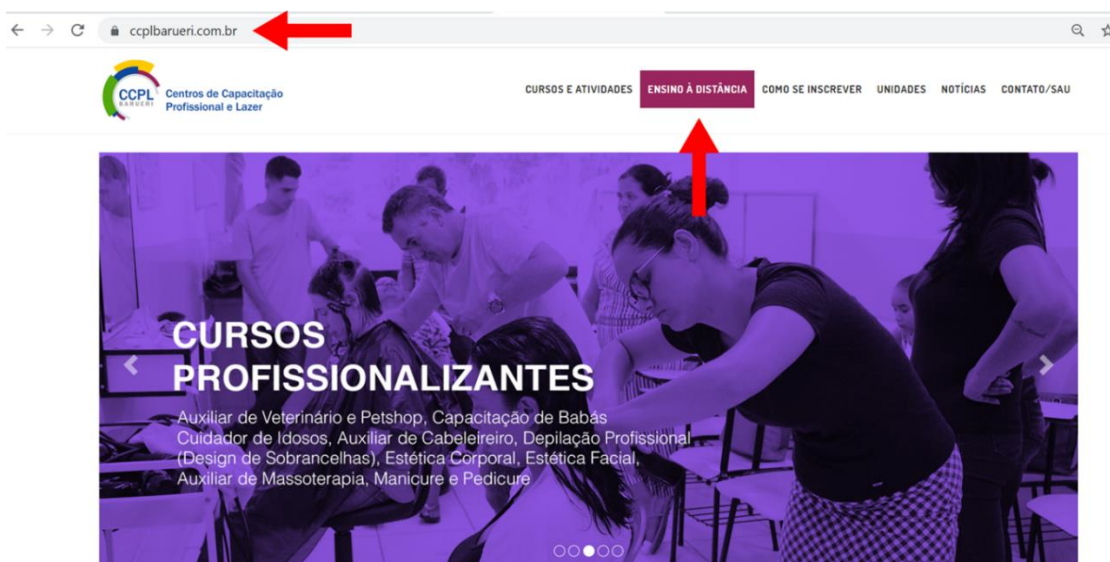 ccplbarueri.com.br
CCPL
BARUERI
Centros de Capacitação
Profissional e Lazer
CURSOS E ATIVIDADES ENSINO À DISTÂNCIA COMO SE INSCREVER UNIDADES NOTÍCIAS CONTATO/SAU
CURSOS
PROFISSIONALIZANTES
Auxiliar de Veterinário e Petshop, Capacitação de Babás
Cuidador de Idosos, Auxiliar de Cabeleireiro, Depilação Profissional
(Design de Sobrancelhas), Estética Corporal, Estética Facial,
Auxiliar de Massoterapia, Manicure e Pedicure